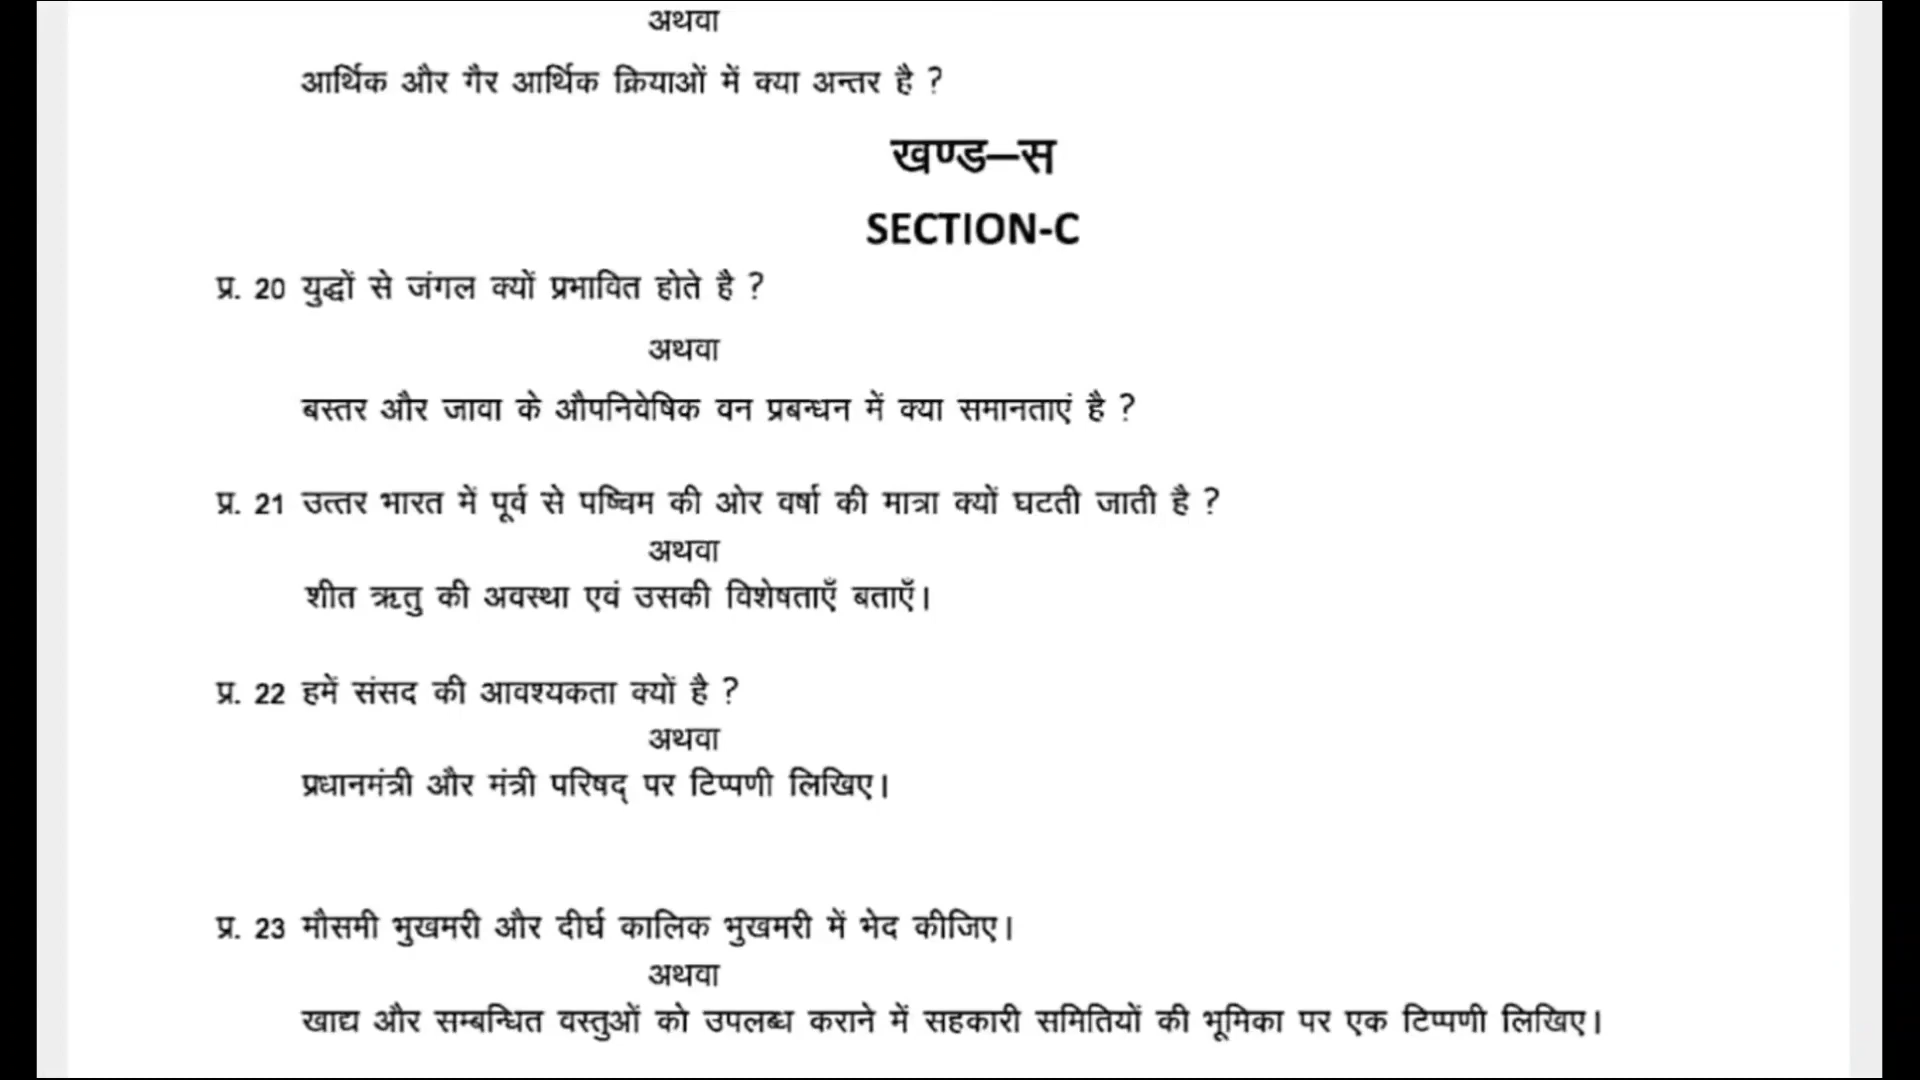 अथवा
आर्थिक और गैर आर्थिक क्रियाओं में क्या अन्तर है ?
खण्ड–स
SECTION-C
प्र. 20 युद्धों से जंगल क्यों प्रभावित होते है ?
अथवा
बस्तर और जावा के औपनिवेषिक वन प्रबन्धन में क्या समानताएं है ?
प्र. 21 उत्तर भारत में पूर्व से पष्चिम की ओर वर्षा की मात्रा क्यों घटती जाती है ?
अथवा
शीत ऋतु की अवस्था एवं उसकी विशेषताएँ बताएँ।
प्र. 22 हमें संसद की आवश्यकता क्यों है ?
अथवा
प्रधानमंत्री और मंत्री परिषद् पर टिप्पणी लिखिए।
प्र. 23 मौसमी भुखमरी और दीर्घ कालिक भुखमरी में भेद कीजिए।
अथवा
खाद्य और सम्बन्धित वस्तुओं को उपलब्ध कराने में सहकारी समितियों की भूमिका पर एक टिप्पणी लिखिए।